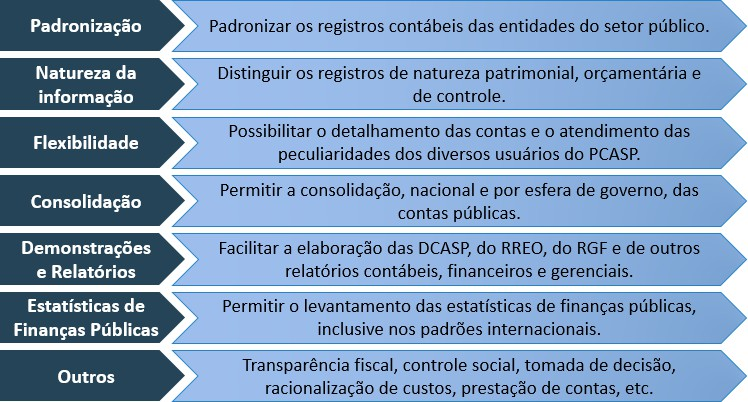 Padronização
Padronizar os registros contábeis das entidades do setor público.
Natureza da
informação
Distinguir os registros de natureza patrimonial, orçamentária e
de controle.
Flexibilidade
Possibilitar o detalhamento das contas e o atendimento das
peculiaridades dos diversos usuários do PCASP.
Consolidação
Permitir a consolidação, nacional e por esfera de governo, das
contas públicas.
Demonstrações
e Relatórios
Facilitar a elaboração das DCASP, do RREO, do RGF e de outros
relatórios contábeis, financeiros e gerenciais.
Estatísticas de
Finanças Públicas
Permitir o levantamento das estatísticas de finanças públicas,
inclusive nos padrões internacionais.
Outros
Transparência fiscal, controle social, tomada de decisão,
racionalização de custos, prestação de contas, etc.